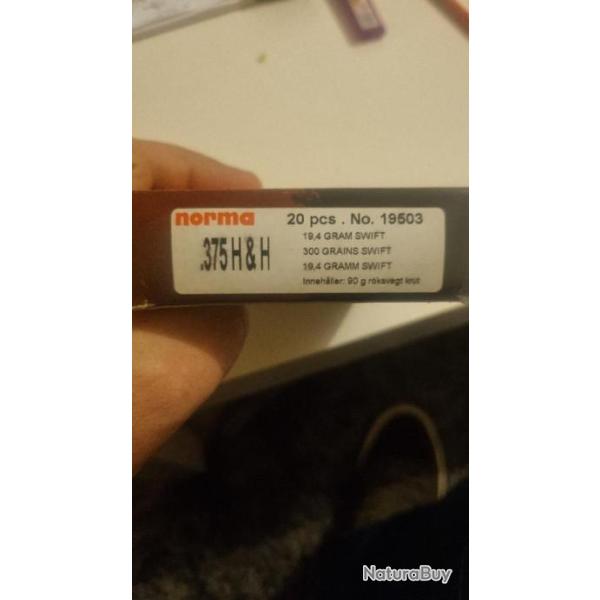 norma 20 pcs . No. 19503
.375 H & H
19,4 GRAM SWIFT
300 GRAINS SWIFT
19,4 GRAMM SWIFT
Innehåller: 90 g röksvagt krut
NaturaBuy